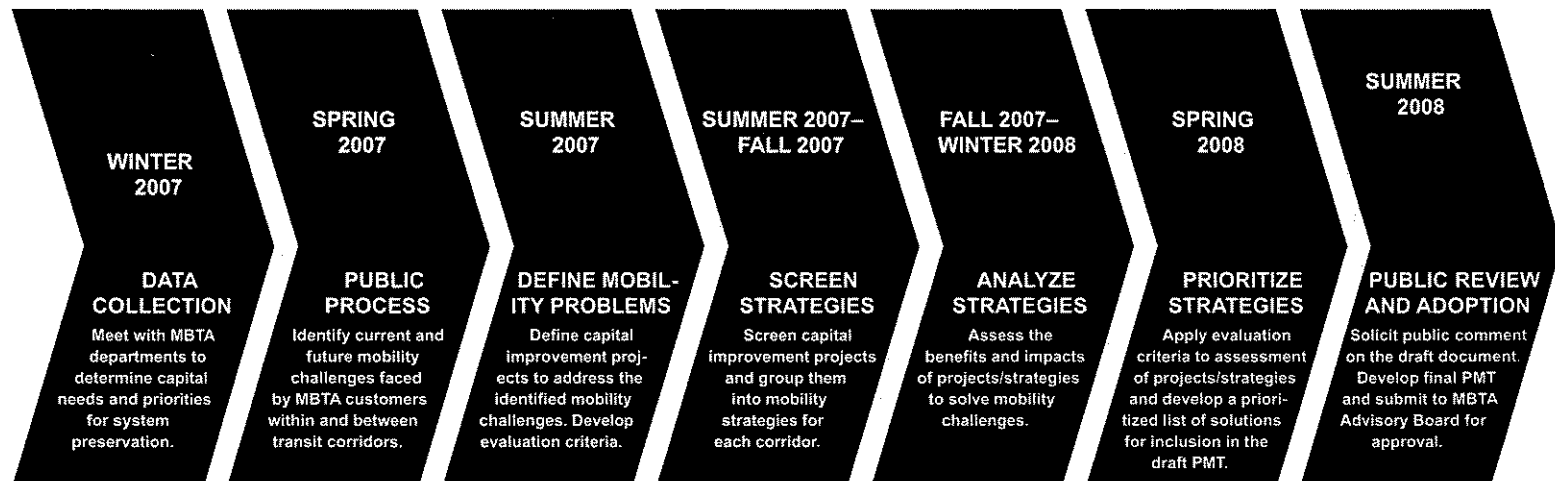 WINTER
2007
DATA
COLLECTION
Meet with MBTA
departments to
determine capital
needs and priorities
for system
preservation.
SPRING
2007
PUBLIC
PROCESS
Identify current and
future mobility
challenges faced
by MBTA customers
within and between
transit corridors.
SUMMER
2007
DEFINE MOBIL-
ITY PROBLEMS
Define capital
improvement proj-
ects to address the
identified mobility
challenges. Develop
evaluation criteria.
SUMMER 2007–
FALL 2007
SCREEN
STRATEGIES
Screen capital
improvement projects
and group them
into mobility
strategies for
each corridor.
FALL 2007–
WINTER 2008
ANALYZE
STRATEGIES
Assess the
benefits and impacts
of projects/strategies
to solve mobility
challenges.
SPRING
2008
PRIORITIZE
STRATEGIES
Apply evaluation
criteria to assessment
of projects/strategies
and develop a priori-
tized list of solutions
for inclusion in the
draft PMT.
SUMMER
2008
PUBLIC REVIEW
AND ADOPTION
Solicit public comment
on the draft document.
Develop final PMT
and submit to MBTA
Advisory Board for
approval.